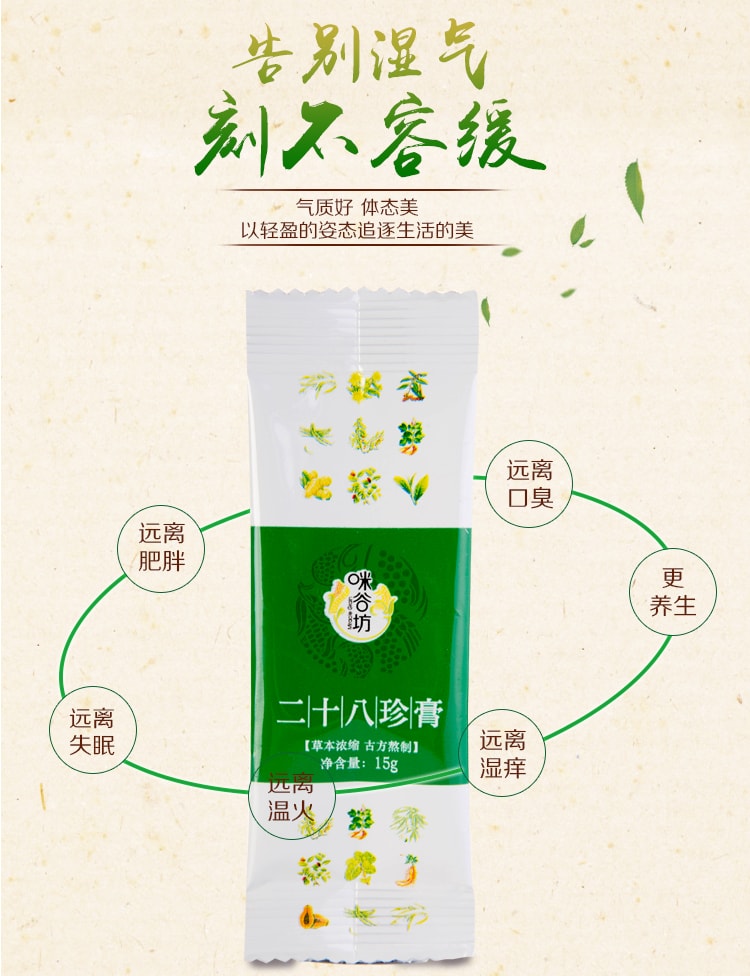 告别湿气
刻不容缓
气质好 体态美
以轻盈的姿态追逐生活的美
远离
口臭
远离
肥胖
更
养生
咪谷坊
二十八珍膏
远离
失眠
【草本浓缩 古方熬制】
净含量：15g
远离
湿痒
远离
温火